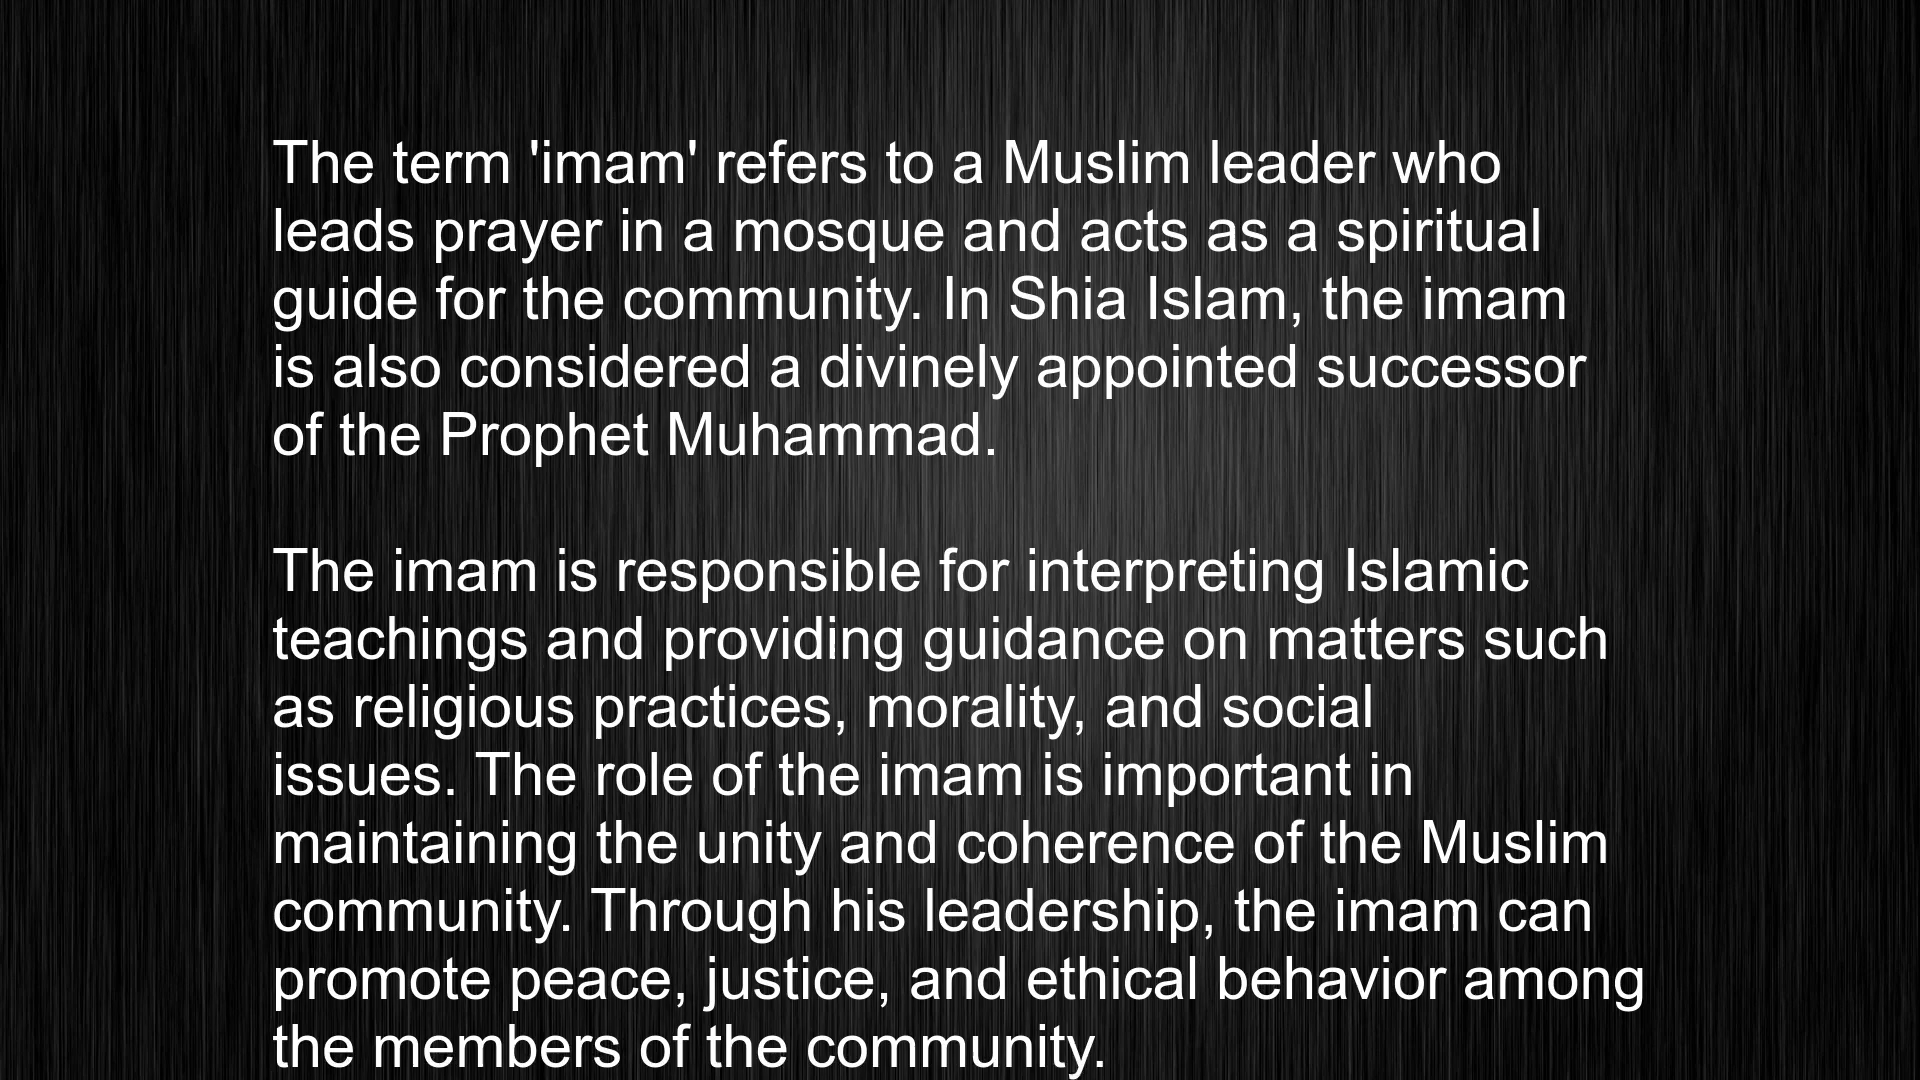 The term 'imam' refers to a Muslim leader who
leads prayer in a mosque and acts as a spiritual
guide for the community. In Shia Islam, the imam
is also considered a divinely appointed successor
of the Prophet Muhammad.
The imam is responsible for interpreting Islamic
teachings and providing guidance on matters such
as religious practices, morality, and social
issues. The role of the imam is important in
maintaining the unity and coherence of the Muslim
community. Through his leadership, the imam can
promote peace, justice, and ethical behavior among
the members of the community.